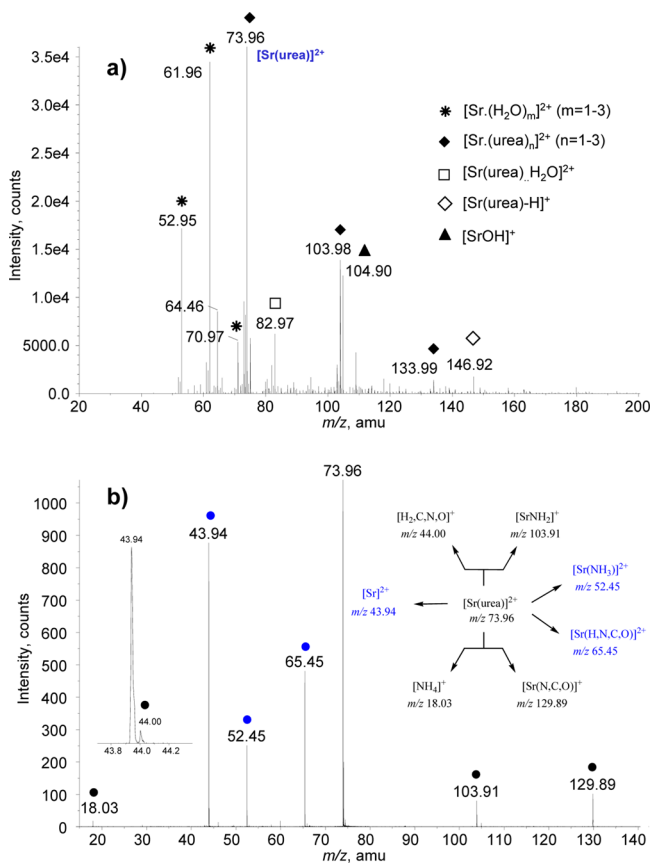 a)
73.96
[Sr(urea)]²⁺
61.96
3.5e4
3.0e4
2.5e4
2.0e4
1.5e4
1.0e4
5000.0
0.0
Intensity, counts
[Sr.(H₂O)ₘ]²⁺ (m=1-3)
[Sr.(urea)ₙ]²⁺ (n=1-3)
[Sr(urea)..H₂O]²⁺
[Sr(urea)-H]⁺
[SrOH]⁺
52.95
103.98
104.90
64.46
70.97
82.97
133.99
146.92
20 40 60 80 100 120 140 160 180 200
m/z, amu
b)
73.96
1000
900
800
700
600
500
400
300
200
100
0
Intensity, counts
43.94
43.94
44.00
43.8 44.0 44.2
65.45
52.45
18.03
103.91
129.89
[H₂,C,N,O]⁺
m/z 44.00
[SrNH₂]⁺
m/z 103.91
[Sr]²⁺
m/z 43.94
[Sr(urea)]²⁺
m/z 73.96
[Sr(NH₃)]²⁺
m/z 52.45
[Sr(H,N,C,O)]²⁺
m/z 65.45
[NH₄]⁺
m/z 18.03
[Sr(N,C,O)]⁺
m/z 129.89
20 30 40 50 60 70 80 90 100 110 120 130 140
m/z, amu